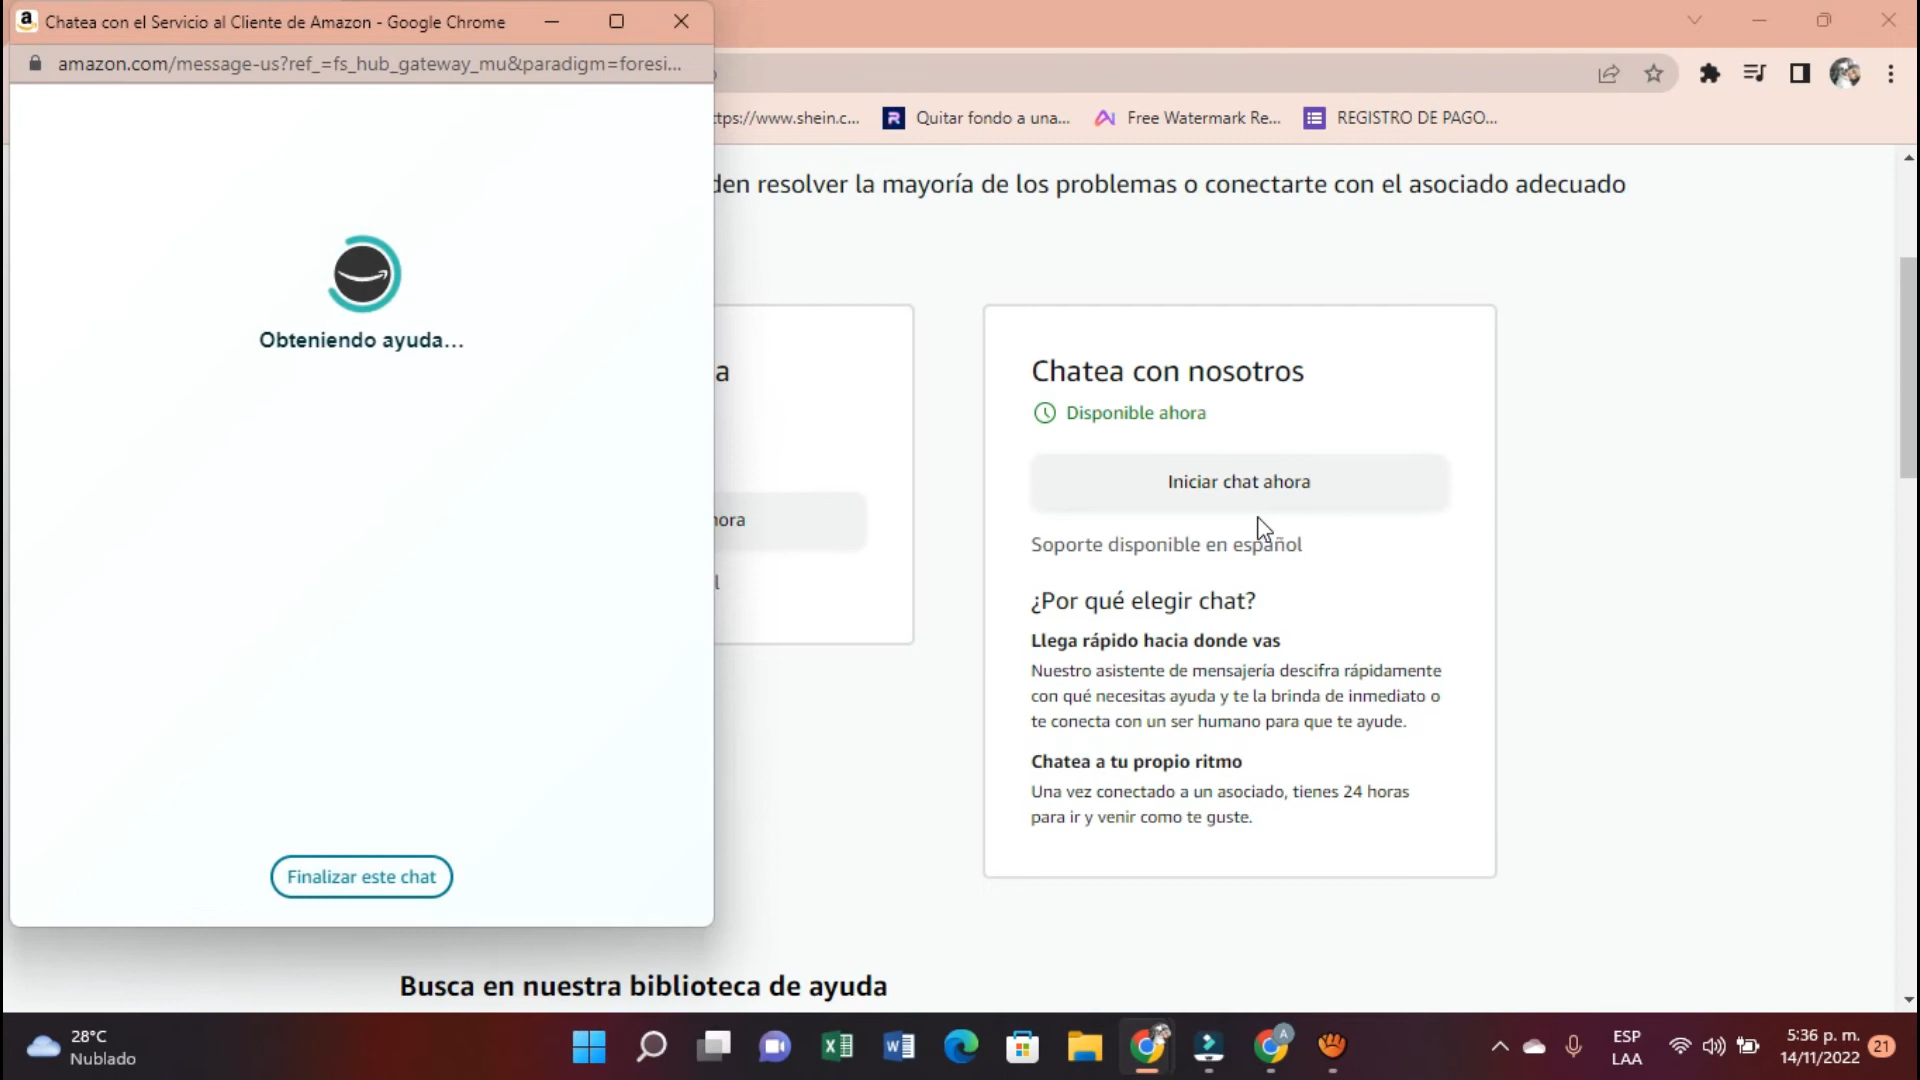 Chatea con el Servicio al Cliente de Amazon - Google Chrome
amazon.com/message-us?ref_=fs_hub_gateway_mu&paradigm=foresi...
Obteniendo ayuda...
Finalizar este chat
ttps://www.shein.c...
Quitar fondo a una...
Free Watermark Re...
REGISTRO DE PAGO...
den resolver la mayoría de los problemas o conectarte con el asociado adecuado
a
hora
l
Chatea con nosotros
Disponible ahora
Iniciar chat ahora
Soporte disponible en español
¿Por qué elegir chat?
Llega rápido hacia donde vas
Nuestro asistente de mensajería descifra rápidamente
con qué necesitas ayuda y te la brinda de inmediato o
te conecta con un ser humano para que te ayude.
Chatea a tu propio ritmo
Una vez conectado a un asociado, tienes 24 horas
para ir y venir como te guste.
Busca en nuestra biblioteca de ayuda
28°C
Nublado
ESP
LAA
5:36 p. m.
14/11/2022
21